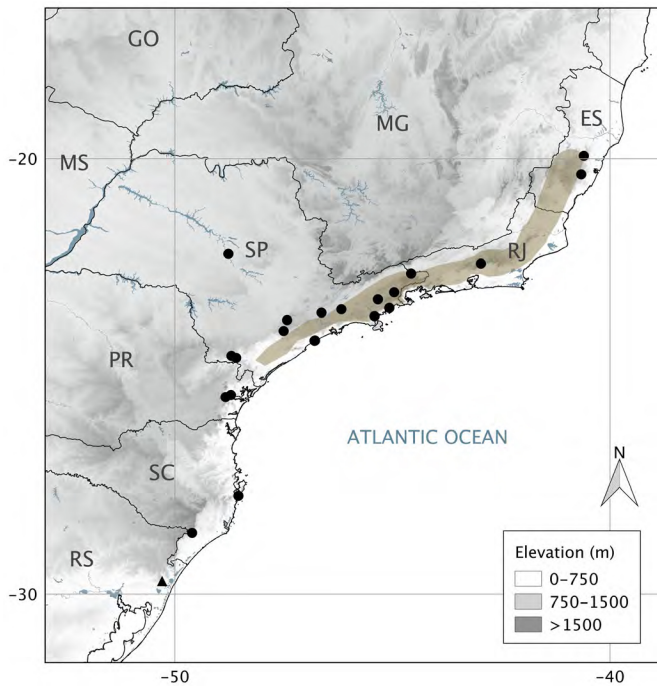 GO
MG
ES
-20
MS
SP
RJ
PR
ATLANTIC OCEAN
SC
N
RS
Elevation (m)
0-750
750-1500
>1500
-30
-50
-40